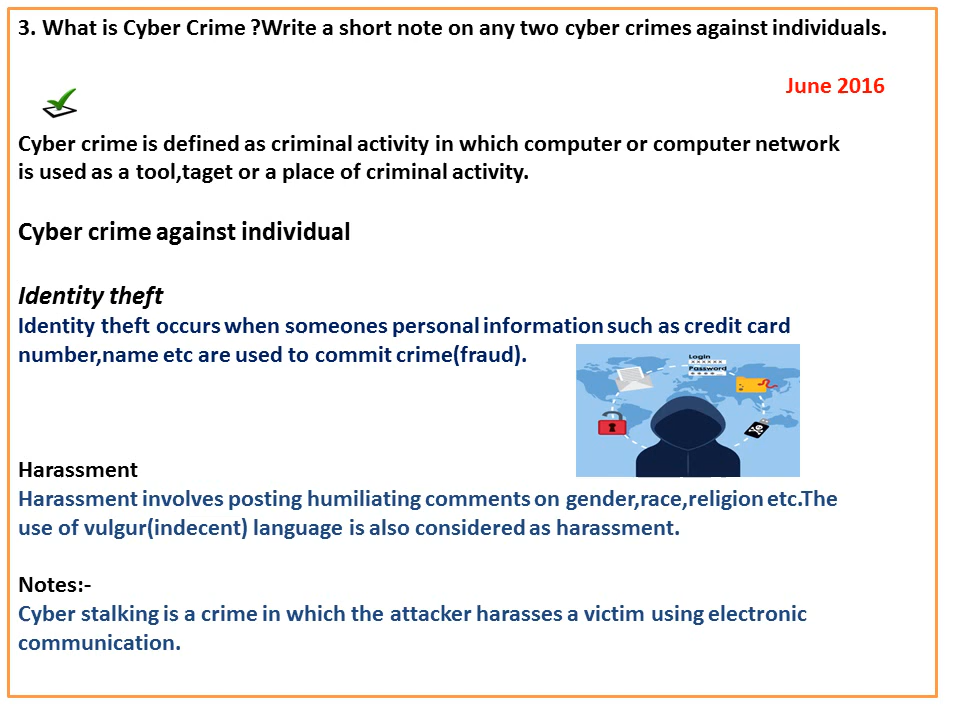 3. What is Cyber Crime ?Write a short note on any two cyber crimes against individuals.
June 2016
Cyber crime is defined as criminal activity in which computer or computer network
is used as a tool,taget or a place of criminal activity.
Cyber crime against individual
Identity theft
Identity theft occurs when someones personal information such as credit card
number,name etc are used to commit crime(fraud).
Login
******
Password
****
Harassment
Harassment involves posting humiliating comments on gender,race,religion etc.The
use of vulgur(indecent) language is also considered as harassment.
Notes:-
Cyber stalking is a crime in which the attacker harasses a victim using electronic
communication.